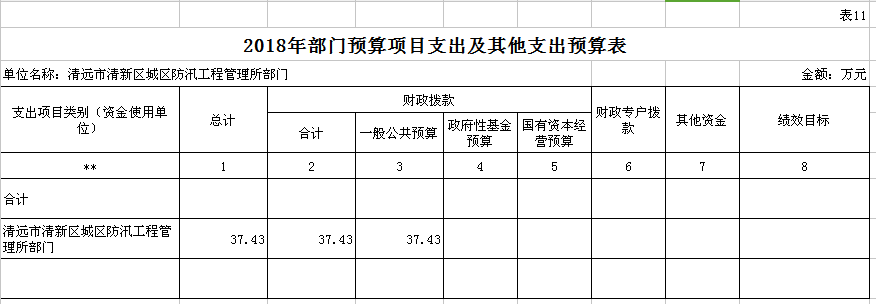 表11
2018年部门预算项目支出及其他支出预算表
单位名称：清远市清新区城区防汛工程管理所部门 金额：万元
支出项目类别（资金使用单位） 总计 财政拨款 财政专户拨款 其他资金 绩效目标
合计 一般公共预算 政府性基金预算 国有资本经营预算
** 1 2 3 4 5 6 7 8
合计
清远市清新区城区防汛工程管理所部门 37.43 37.43 37.43